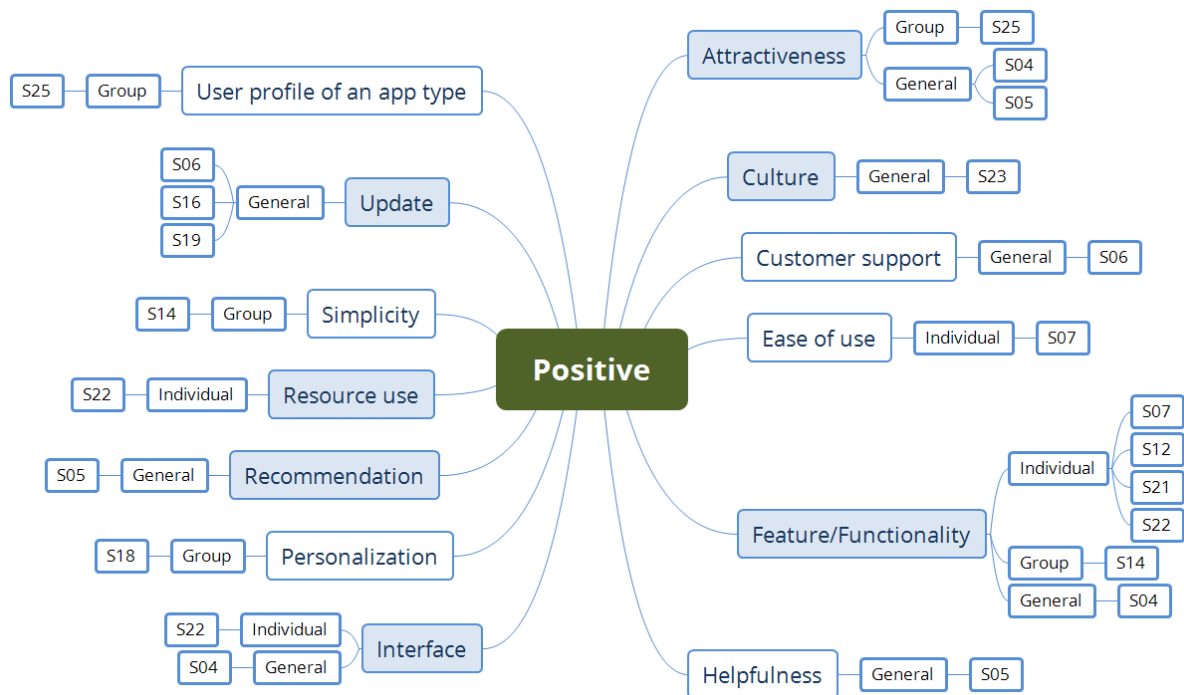 Positive
Attractiveness
Group
S25
General
S04
S05
Culture
General
S23
Customer support
General
S06
Ease of use
Individual
S07
Feature/Functionality
Individual
S07
S12
S21
S22
Group
S14
General
S04
Helpfulness
General
S05
User profile of an app type
Group
S25
Update
General
S06
S16
S19
Simplicity
Group
S14
Resource use
Individual
S22
Recommendation
General
S05
Personalization
Group
S18
Interface
Individual
S22
General
S04